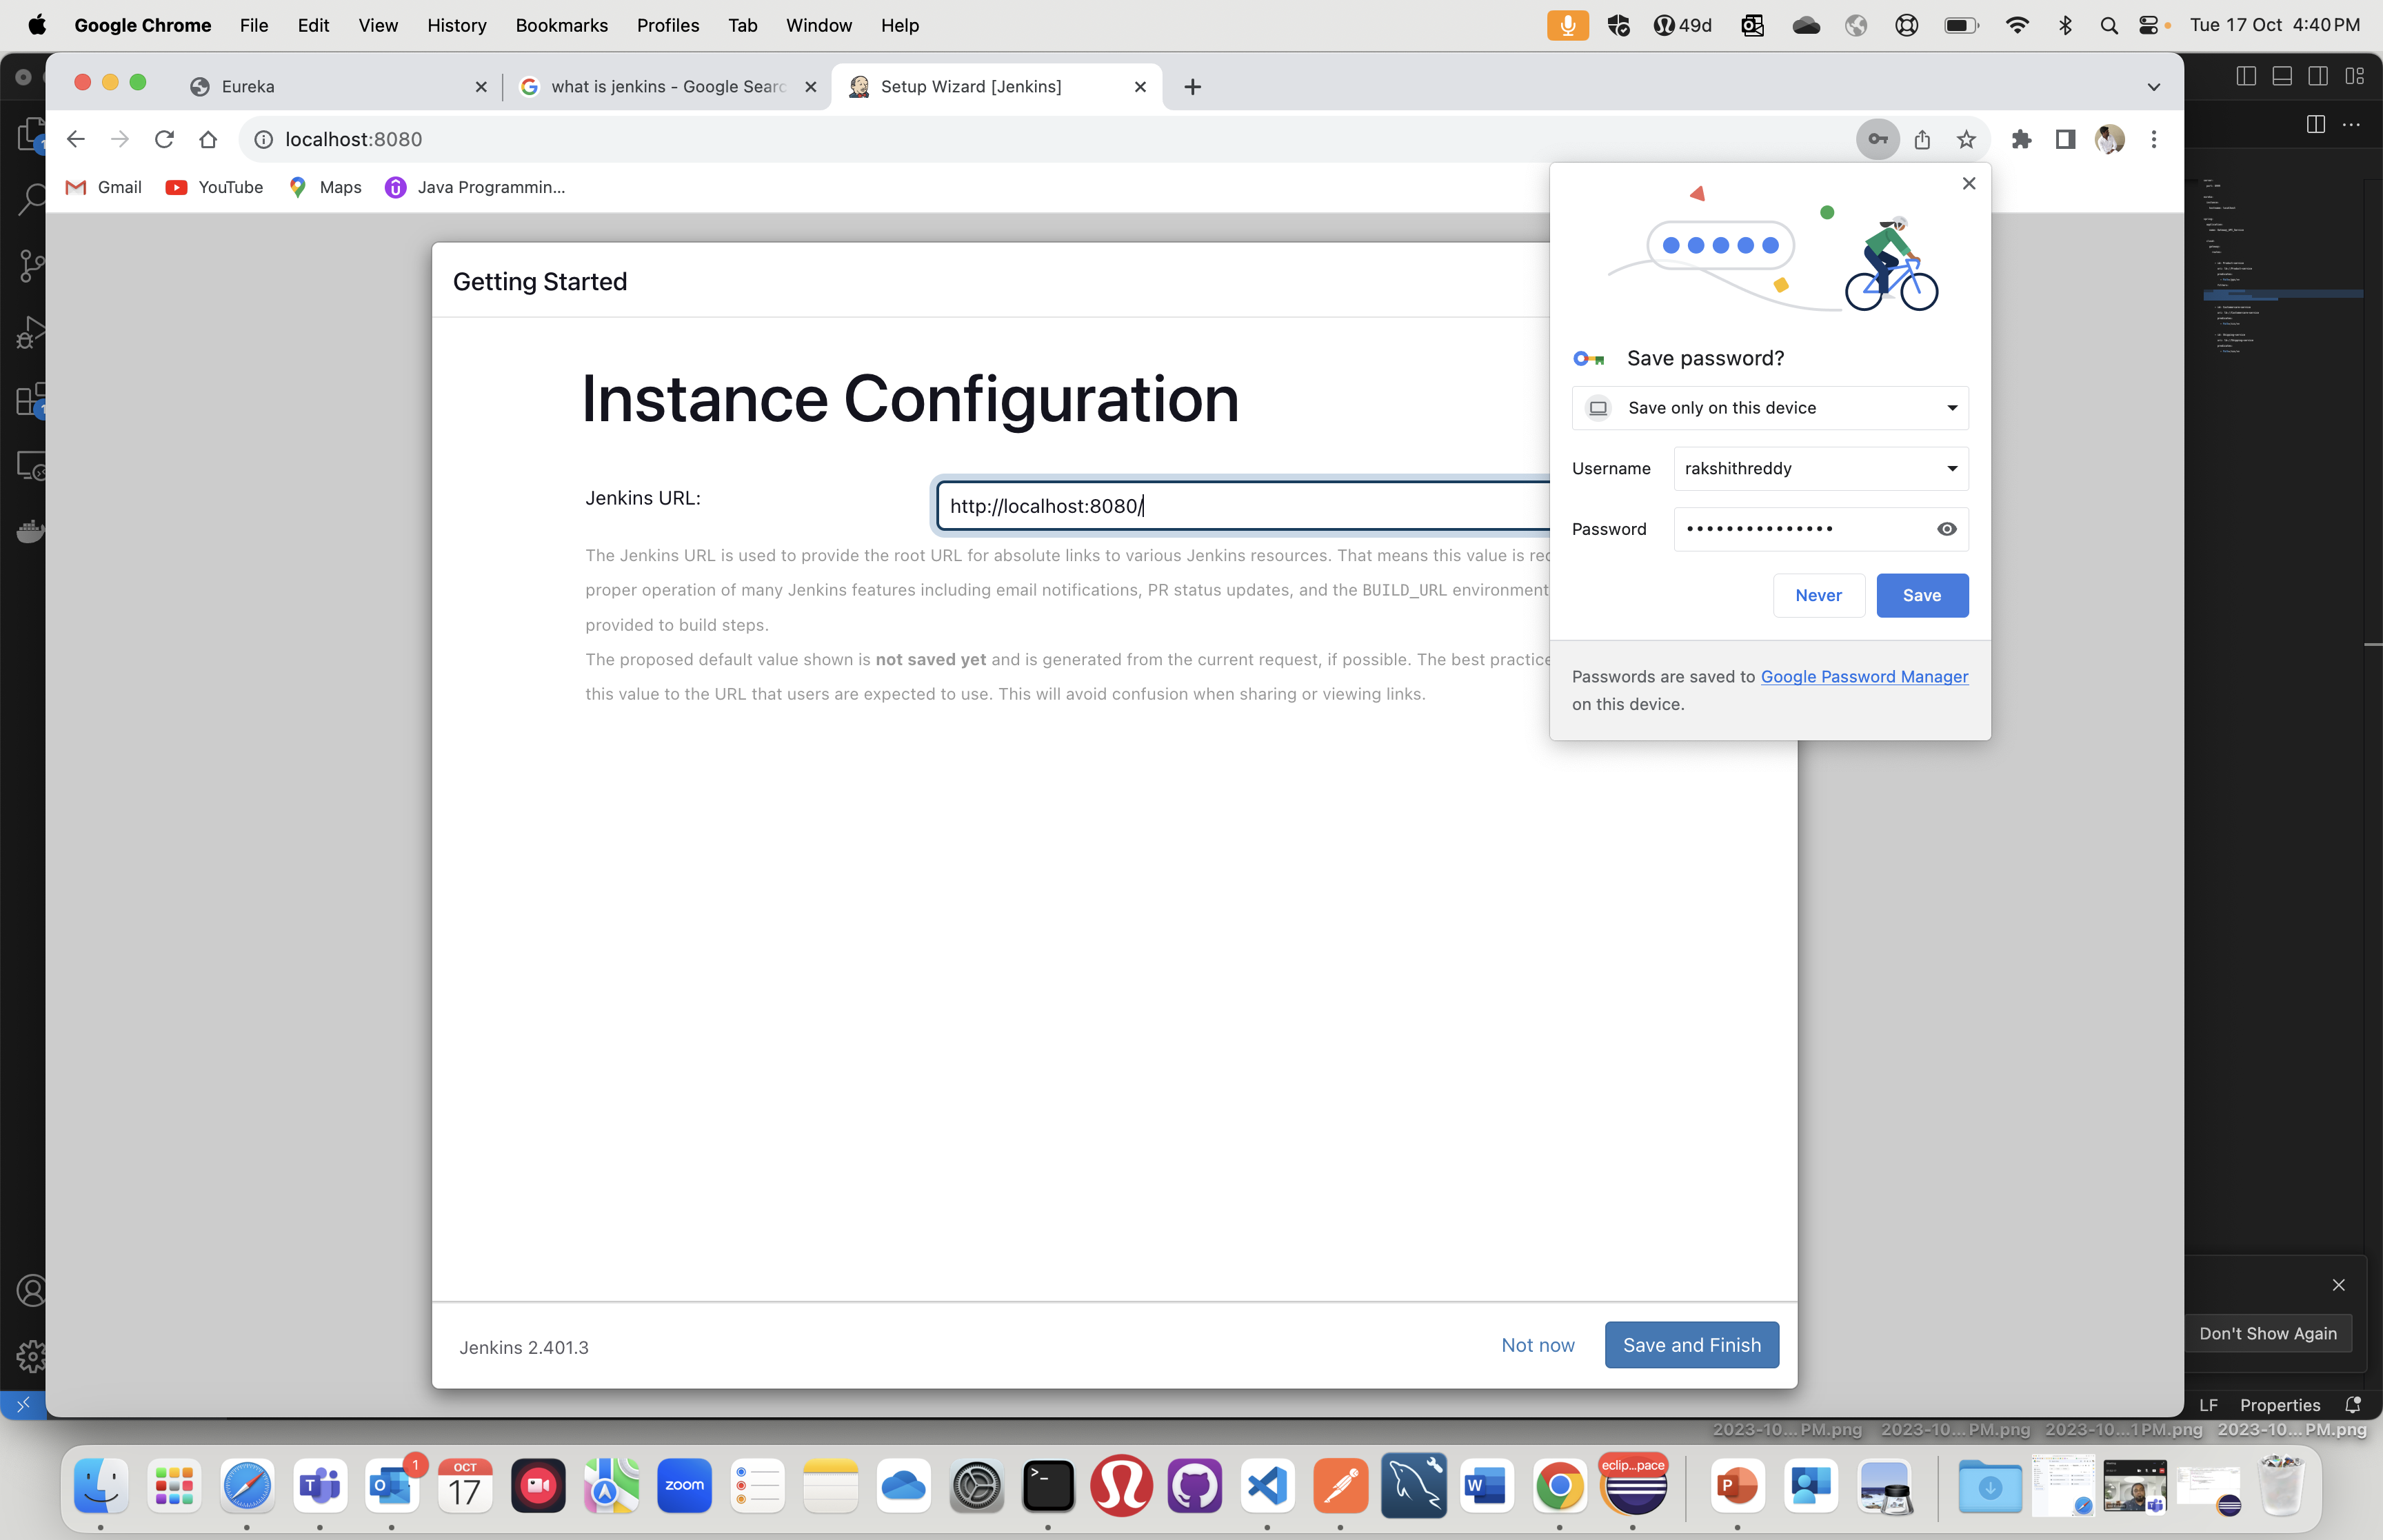 Google Chrome File Edit View History Bookmarks Profiles Tab Window Help 49d Tue 17 Oct 4:40 PM
Eureka what is jenkins - Google Searc Setup Wizard [Jenkins]
localhost:8080
Gmail YouTube Maps Java Programmin...
Getting Started
Instance Configuration
Jenkins URL: http://localhost:8080/
The Jenkins URL is used to provide the root URL for absolute links to various Jenkins resources. That means this value is rec
proper operation of many Jenkins features including email notifications, PR status updates, and the BUILD_URL environment
provided to build steps.
The proposed default value shown is not saved yet and is generated from the current request, if possible. The best practice
this value to the URL that users are expected to use. This will avoid confusion when sharing or viewing links.
Save password?
Save only on this device
Username rakshithreddy
Password •••••••••••••••
Never Save
Passwords are saved to Google Password Manager
on this device.
Jenkins 2.401.3 Not now Save and Finish
Don't Show Again
LF Properties
2023-10...PM.png 2023-10...PM.png 2023-10...1PM.png 2023-10...PM.png
1 OCT 17 zoom eclip...pace